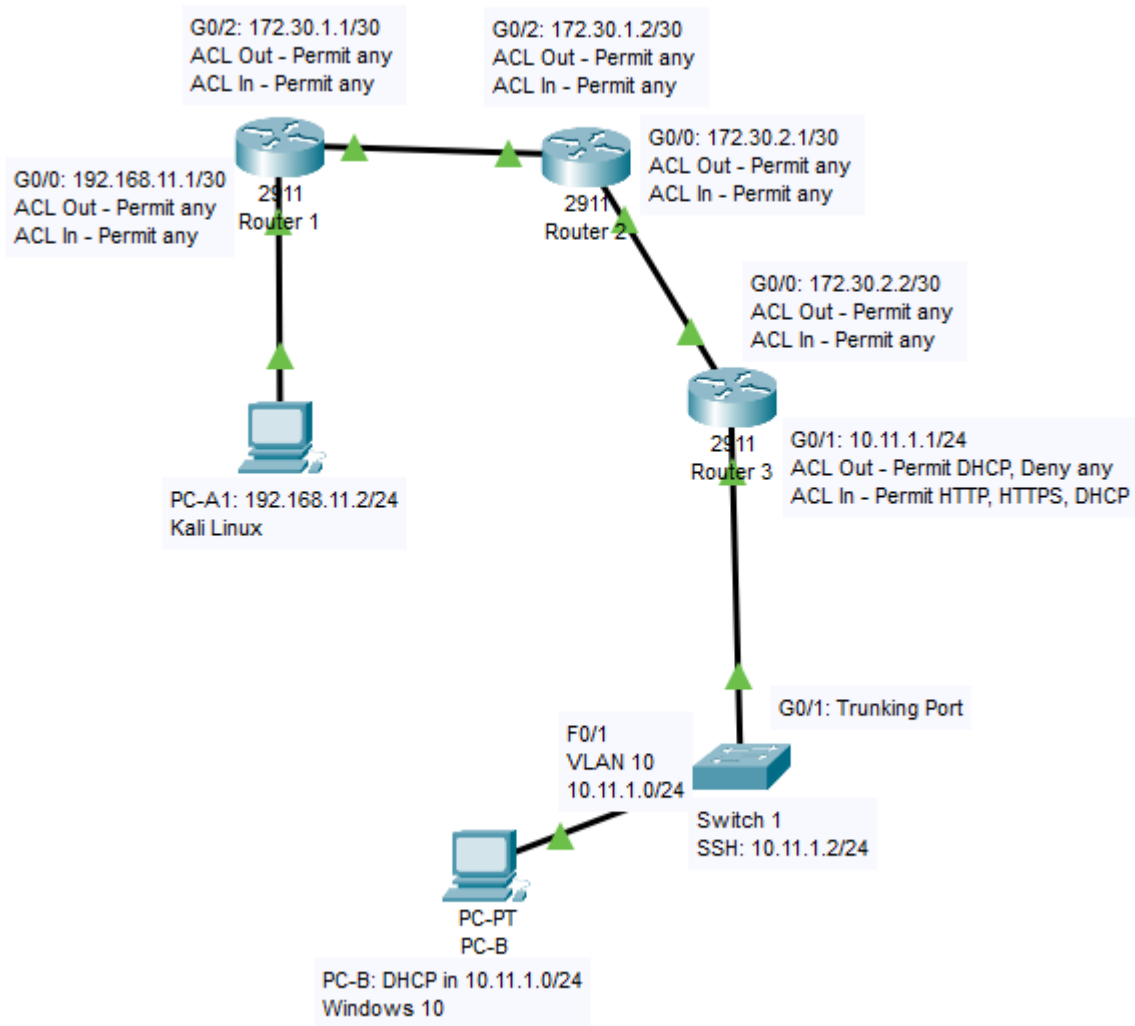 G0/2: 172.30.1.1/30
ACL Out - Permit any
ACL In - Permit any
G0/2: 172.30.1.2/30
ACL Out - Permit any
ACL In - Permit any
G0/0: 192.168.11.1/30
ACL Out - Permit any
ACL In - Permit any
2911
Router 1
2911
Router 2
G0/0: 172.30.2.1/30
ACL Out - Permit any
ACL In - Permit any
G0/0: 172.30.2.2/30
ACL Out - Permit any
ACL In - Permit any
2911
Router 3
G0/1: 10.11.1.1/24
ACL Out - Permit DHCP, Deny any
ACL In - Permit HTTP, HTTPS, DHCP
PC-A1: 192.168.11.2/24
Kali Linux
G0/1: Trunking Port
F0/1
VLAN 10
10.11.1.0/24
Switch 1
SSH: 10.11.1.2/24
PC-PT
PC-B
PC-B: DHCP in 10.11.1.0/24
Windows 10